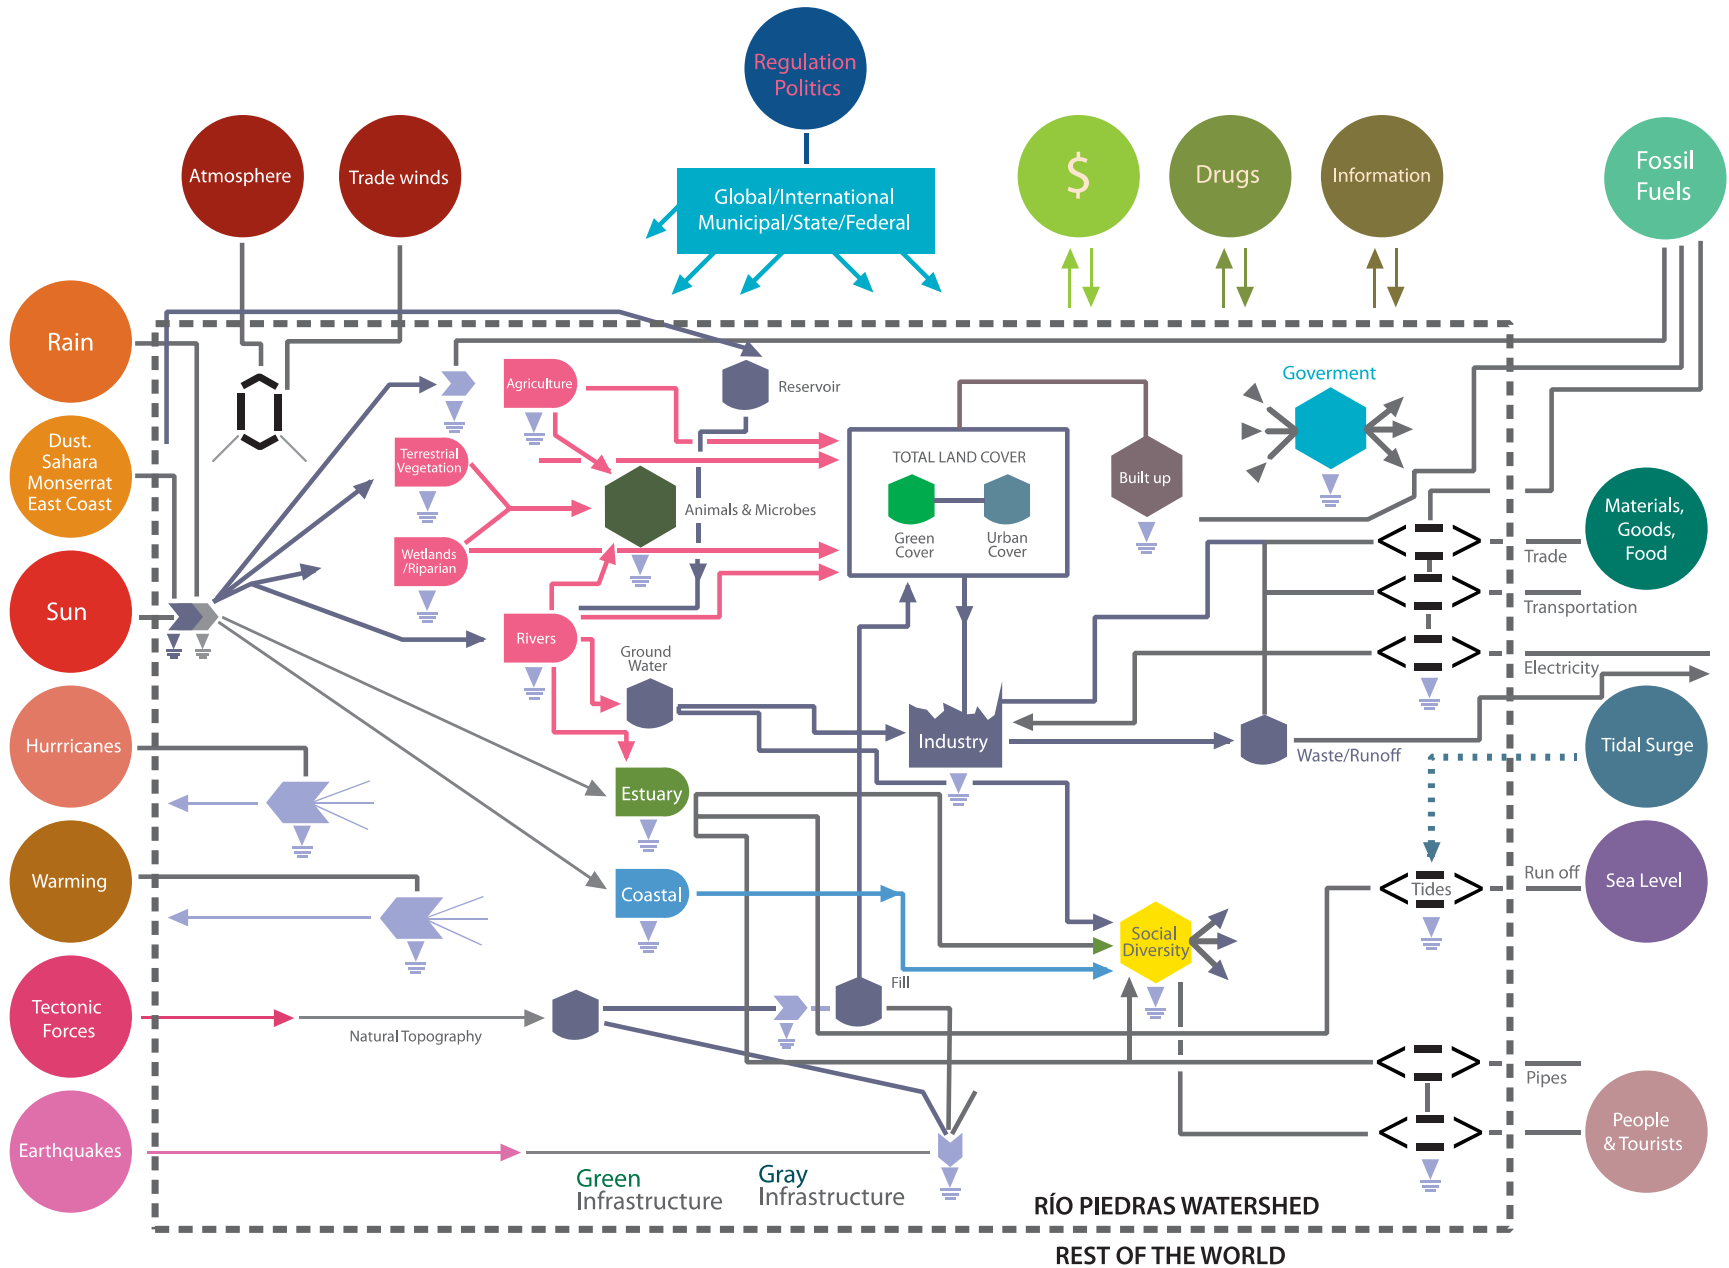 Regulation
Politics
Atmosphere
Trade winds
Global/International
Municipal/State/Federal
$
Drugs
Information
Fossil
Fuels
Rain
Dust.
Sahara
Monserrat
East Coast
Sun
Hurrricanes
Warming
Tectonic
Forces
Earthquakes
Agriculture
Reservoir
Terrestrial
Vegetation
Animals & Microbes
Wetlands
/Riparian
Rivers
Ground
Water
TOTAL LAND COVER
Green
Cover
Urban
Cover
Built up
Goverment
Materials,
Goods,
Food
Trade
Transportation
Electricity
Industry
Waste/Runoff
Tidal Surge
Estuary
Coastal
Social
Diversity
Tides
Run off
Sea Level
Fill
Natural Topography
Pipes
People
& Tourists
Green
Infrastructure
Gray
Infrastructure
RÍO PIEDRAS WATERSHED
REST OF THE WORLD